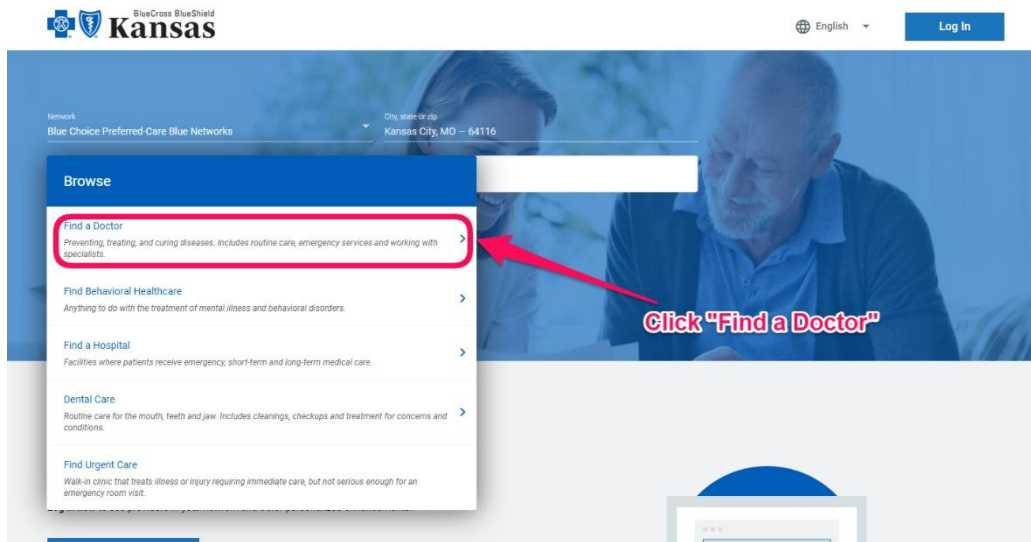 BlueCross BlueShield
Kansas
English
Log In
Network
City, state or zip
Blue Choice Preferred-Care Blue Networks
Kansas City, MO – 64116
Browse
Find a Doctor
Preventing, treating, and curing diseases. Includes routine care, emergency services and working with
specialists.
Find Behavioral Healthcare
Anything to do with the treatment of mental illness and behavioral disorders.
Click "Find a Doctor"
Find a Hospital
Facilities where patients receive emergency, short-term and long-term medical care.
Dental Care
Routine care for the mouth, teeth and jaw. Includes cleanings, checkups and treatment for concerns and
conditions.
Find Urgent Care
Walk-in clinic that treats illness or injury requiring immediate care, but not serious enough for an
emergency room visit.